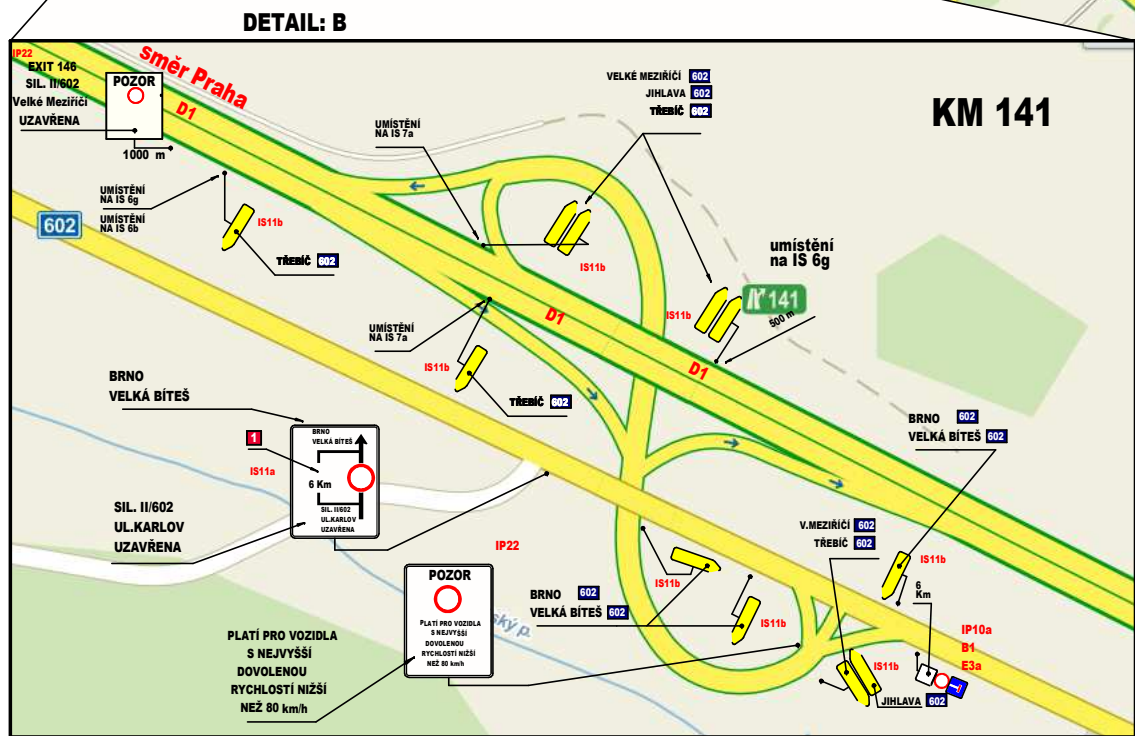 DETAIL: B
IP22
EXIT 146
SIL. II/602
Velké Meziříčí
UZAVŘENA
POZOR
1000 m
směr Praha
D1
VELKÉ MEZIŘÍČÍ 602
JIHLAVA 602
TŘEBÍČ 602
KM 141
UMÍSTĚNÍ
NA IS 7a
UMÍSTĚNÍ
NA IS 6g
UMÍSTĚNÍ
NA IS 6b
602
IS11b
TŘEBÍČ 602
IS11b
umístění
na IS 6g
141
500 m
IS11b
D1
D1
UMÍSTĚNÍ
NA IS 7a
IS11b
TŘEBÍČ 602
BRNO
VELKÁ BÍTEŠ
1
IS11a
BRNO
VELKÁ BÍTEŠ
6 Km
SIL. II/602
UL.KARLOV
UZAVŘENA
SIL. II/602
UL.KARLOV
UZAVŘENA
BRNO 602
VELKÁ BÍTEŠ 602
V.MEZIŘÍČÍ 602
TŘEBÍČ 602
IS11b
6
Km
IP22
POZOR
PLATÍ PRO VOZIDLA
S NEJVYŠŠÍ
DOVOLENOU
RYCHLOSTÍ NIŽŠÍ
NEŽ 80 km/h
PLATÍ PRO VOZIDLA
S NEJVYŠŠÍ
DOVOLENOU
RYCHLOSTÍ NIŽŠÍ
NEŽ 80 km/h
ský p.
IS11b
BRNO 602
VELKÁ BÍTEŠ 602
IS11b
IS11b
JIHLAVA 602
IP10a
B1
E3a